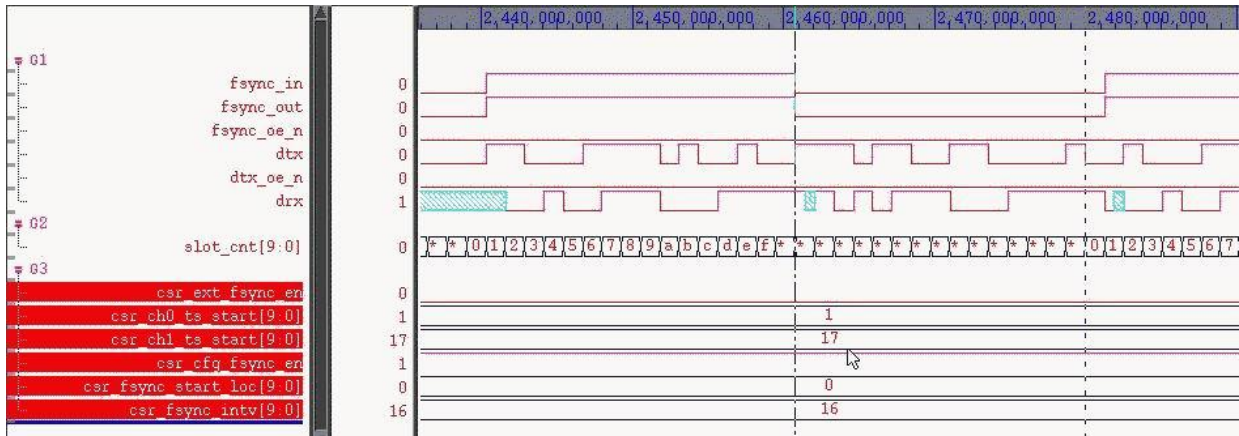 2,440,000,000 2,450,000,000 2,460,000,000 2,470,000,000 2,480,000,000
G1
fsync_in 0
fsync_out 0
fsync_oe_n 0
dtx 0
dtx_oe_n 0
drx 1
G2
slot_cnt[9:0] 0 * * 0 1 2 3 4 5 6 7 8 9 a b c d e f * * * * * * * * * * * * * * * * 0 1 2 3 4 5 6 7
G3
csr_ext_fsync_en 0
csr_ch0_ts_start[9:0] 1 1
csr_ch1_ts_start[9:0] 17 17
csr_cfg_fsync_en 1
csr_fsync_start_loc[9:0] 0 0
csr_fsync_intv[9:0] 16 16